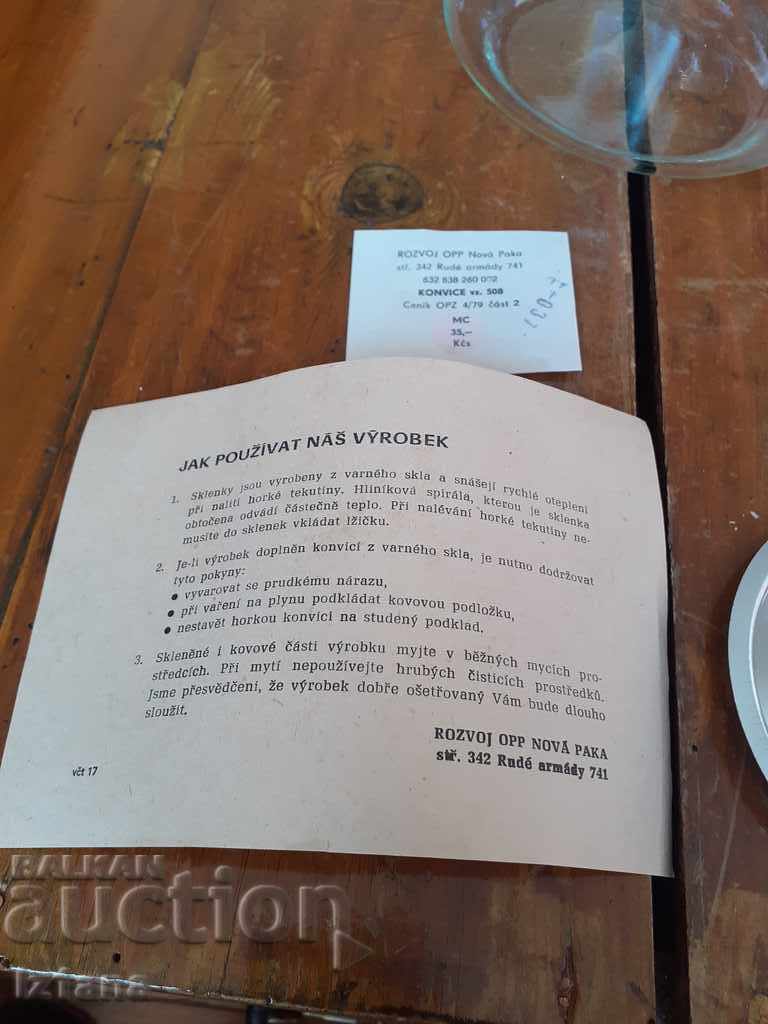 ROZVOJ OPP Nová Paka
stř. 342 Rudé armády 741
632 838 260 002
KONVICE vz. 508
Ceník OPZ 4/79 část 2
MC
35,—
Kčs
JAK POUŽÍVAT NÁŠ VÝROBEK
1. Sklenky jsou vyrobeny z varného skla a snášejí rychlé oteplení
při nalití horké tekutiny. Hliníková spirála, kterou je sklenka
obtočena odvádí částečně teplo. Při nalévání horké tekutiny ne-
musíte do sklenek vkládat lžičku.
2. Je-li výrobek doplněn konvicí z varného skla, je nutno dodržovat
tyto pokyny:
● vyvarovat se prudkému nárazu,
● při vaření na plynu podkládat kovovou podložku,
● nestavět horkou konvici na studený podklad.
3. Skleněné i kovové části výrobku myjte v běžných mycích pro-
středcích. Při mytí nepoužívejte hrubých čisticích prostředků.
Jsme přesvědčeni, že výrobek dobře ošetřovaný Vám bude dlouho
sloužit.
ROZVOJ OPP NOVÁ PAKA
stř. 342 Rudé armády 741
včt 17
BALKAN
auction
Iziana